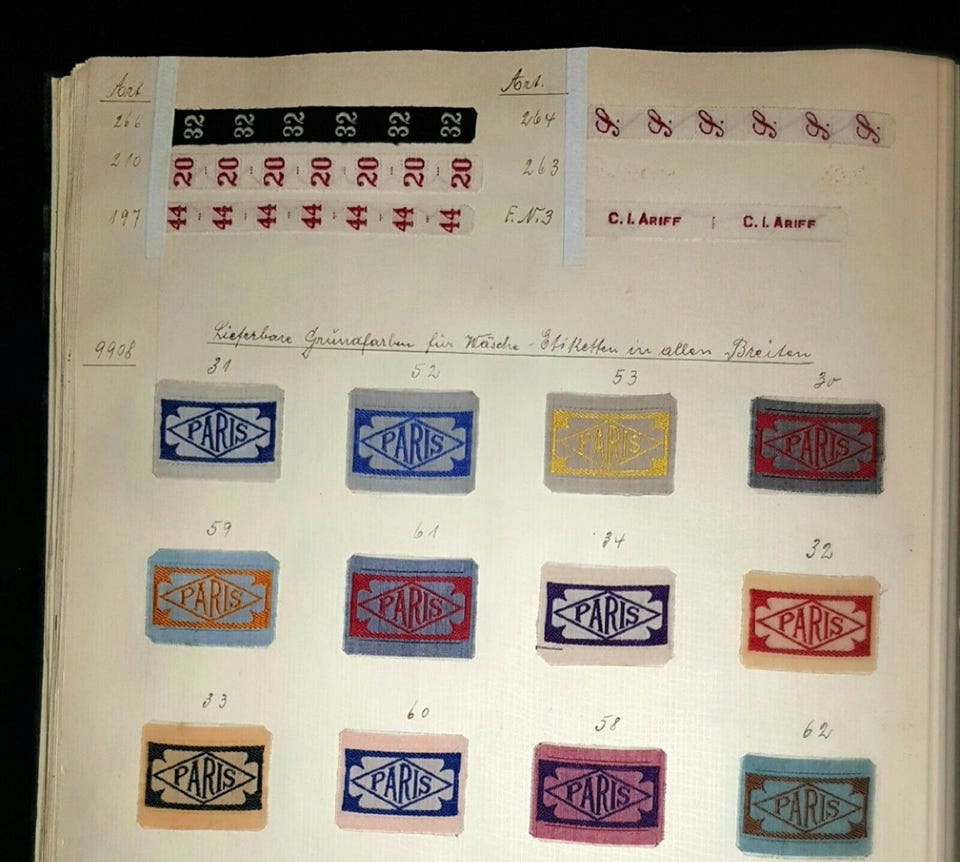 Art.
266
32 32 32 32 32 32
210
20 - 20 - 20 - 20 - 20 - 20 - 20
197
44 - 44 - 44 - 44 - 44 - 44 - 44
Art.
264
S. S. S. S. S. S.
263
F. N. 3
C. I. ARIFF | C. I. ARIFF
9908
Lieferbare Grundfarben für Wäsche-Etiketten in allen Breiten
31 52 53 30
PARIS PARIS PARIS PARIS
59 61 34 32
PARIS PARIS PARIS PARIS
33 60 58 62
PARIS PARIS PARIS PARIS